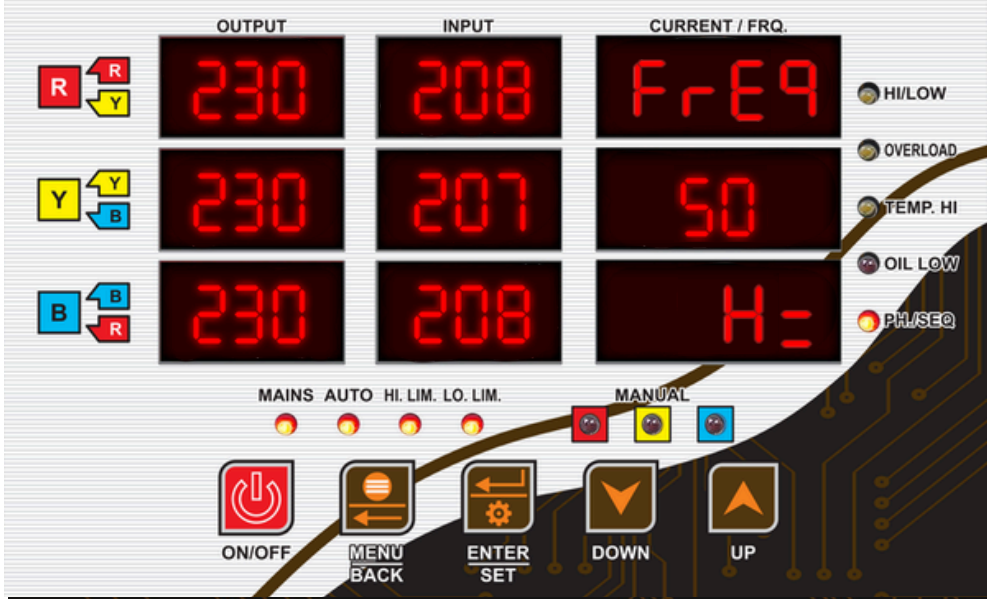 OUTPUT INPUT CURRENT / FRQ.
R R Y 230 208 FrEq HI/LOW
OVERLOAD
Y Y B 230 207 50 TEMP. HI
OIL LOW
B B R 230 208 H= PH./SEQ
MAINS AUTO HI. LIM. LO. LIM. MANUAL
ON/OFF MENU BACK ENTER SET DOWN UP